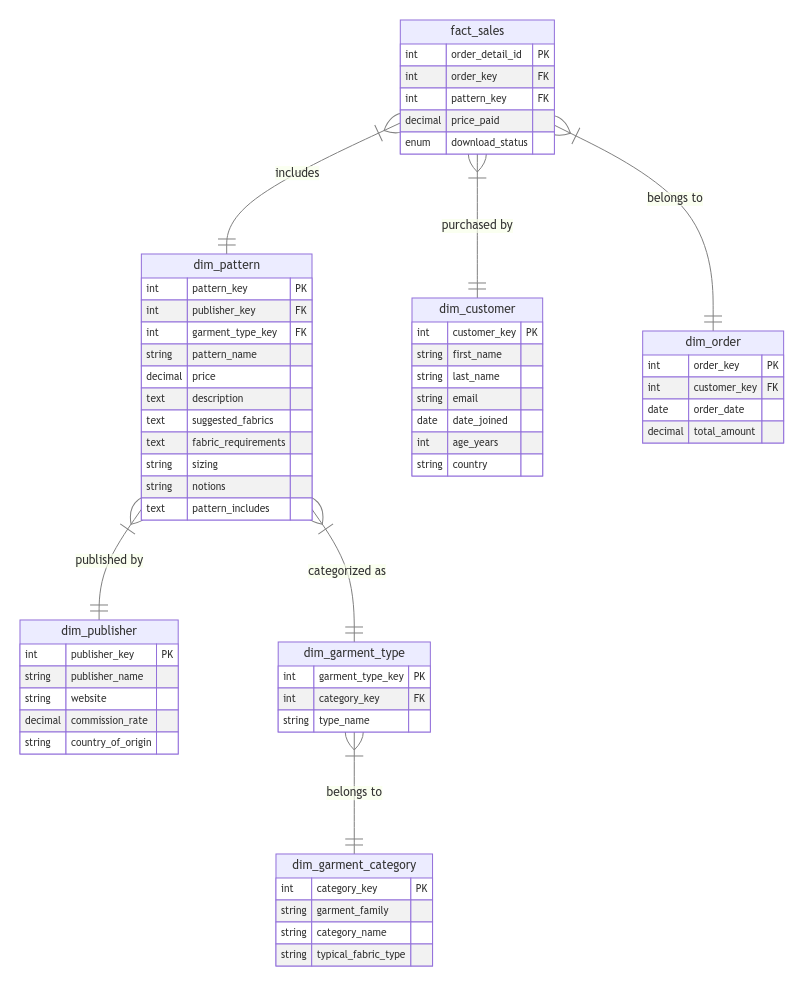 fact_sales
int order_detail_id PK
int order_key FK
int pattern_key FK
decimal price_paid
enum download_status
includes
purchased by
belongs to
dim_pattern
int pattern_key PK
int publisher_key FK
int garment_type_key FK
string pattern_name
decimal price
text description
text suggested_fabrics
text fabric_requirements
string sizing
string notions
text pattern_includes
dim_customer
int customer_key PK
string first_name
string last_name
string email
date date_joined
int age_years
string country
dim_order
int order_key PK
int customer_key FK
date order_date
decimal total_amount
published by
categorized as
dim_publisher
int publisher_key PK
string publisher_name
string website
decimal commission_rate
string country_of_origin
dim_garment_type
int garment_type_key PK
int category_key FK
string type_name
belongs to
dim_garment_category
int category_key PK
string garment_family
string category_name
string typical_fabric_type